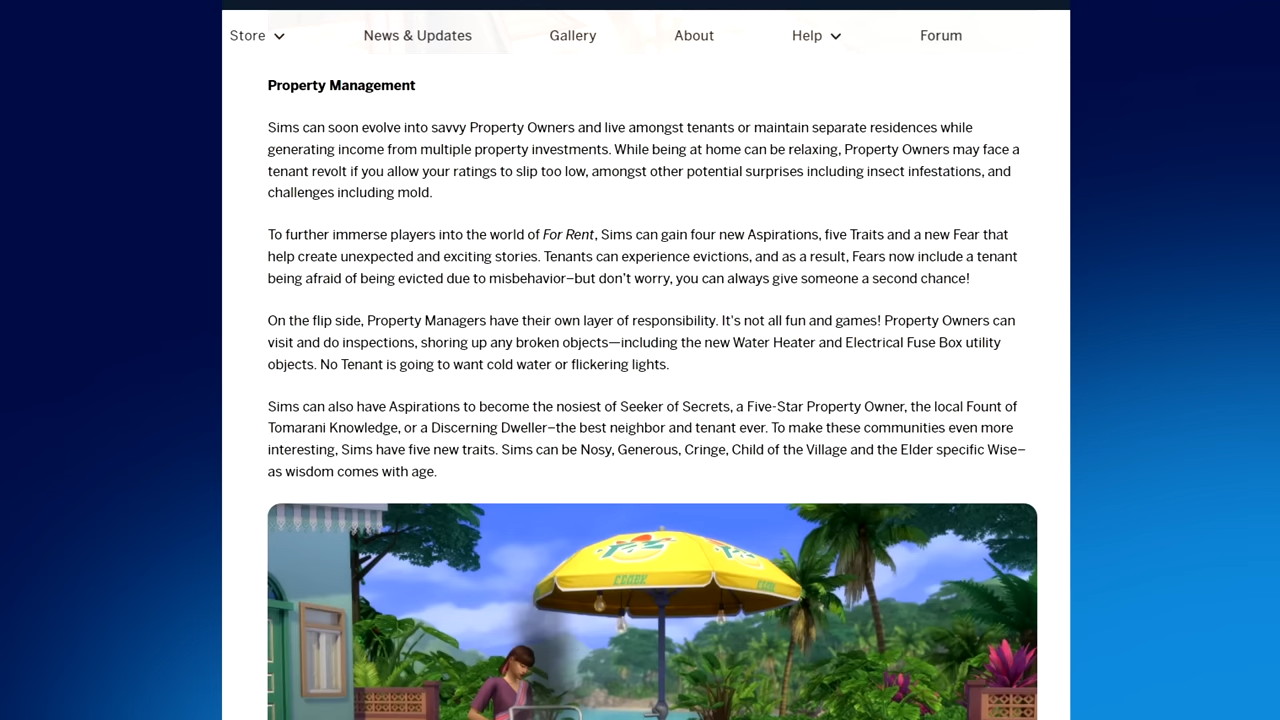 Store
News & Updates
Gallery
About
Help
Forum
Property Management
Sims can soon evolve into savvy Property Owners and live amongst tenants or maintain separate residences while
generating income from multiple property investments. While being at home can be relaxing, Property Owners may face a
tenant revolt if you allow your ratings to slip too low, amongst other potential surprises including insect infestations, and
challenges including mold.
To further immerse players into the world of For Rent, Sims can gain four new Aspirations, five Traits and a new Fear that
help create unexpected and exciting stories. Tenants can experience evictions, and as a result, Fears now include a tenant
being afraid of being evicted due to misbehavior–but don’t worry, you can always give someone a second chance!
On the flip side, Property Managers have their own layer of responsibility. It's not all fun and games! Property Owners can
visit and do inspections, shoring up any broken objects—including the new Water Heater and Electrical Fuse Box utility
objects. No Tenant is going to want cold water or flickering lights.
Sims can also have Aspirations to become the nosiest of Seeker of Secrets, a Five-Star Property Owner, the local Fount of
Tomarani Knowledge, or a Discerning Dweller–the best neighbor and tenant ever. To make these communities even more
interesting, Sims have five new traits. Sims can be Nosy, Generous, Cringe, Child of the Village and the Elder specific Wise–
as wisdom comes with age.